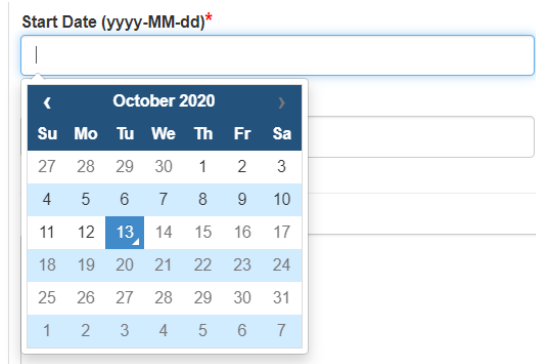 Start Date (yyyy-MM-dd)*
‹ October 2020 ›
Su Mo Tu We Th Fr Sa
27 28 29 30 1 2 3
4 5 6 7 8 9 10
11 12 13 14 15 16 17
18 19 20 21 22 23 24
25 26 27 28 29 30 31
1 2 3 4 5 6 7